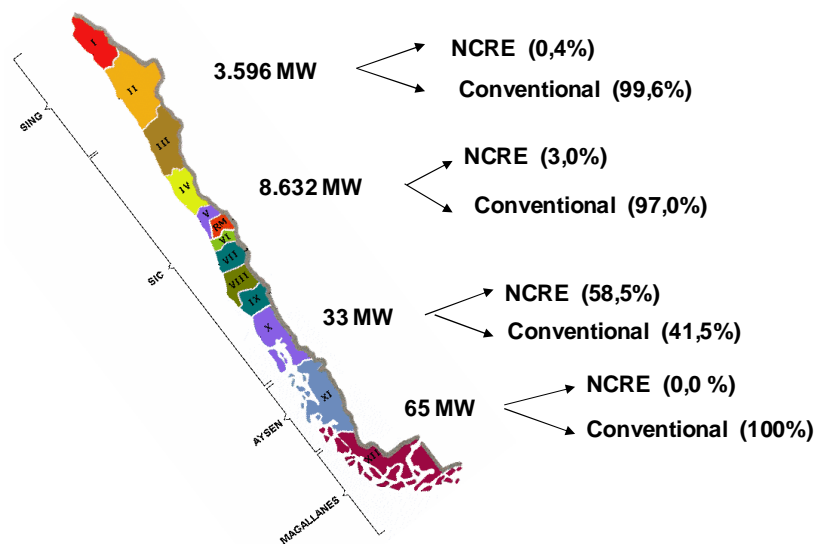 I
II
III
IV
V
RM
VI
VII
VIII
IX
X
XI
XII
SING
SIC
AYSEN
MAGALLANES
3.596 MW
NCRE (0,4%)
Conventional (99,6%)
8.632 MW
NCRE (3,0%)
Conventional (97,0%)
33 MW
NCRE (58,5%)
Conventional (41,5%)
65 MW
NCRE (0,0 %)
Conventional (100%)